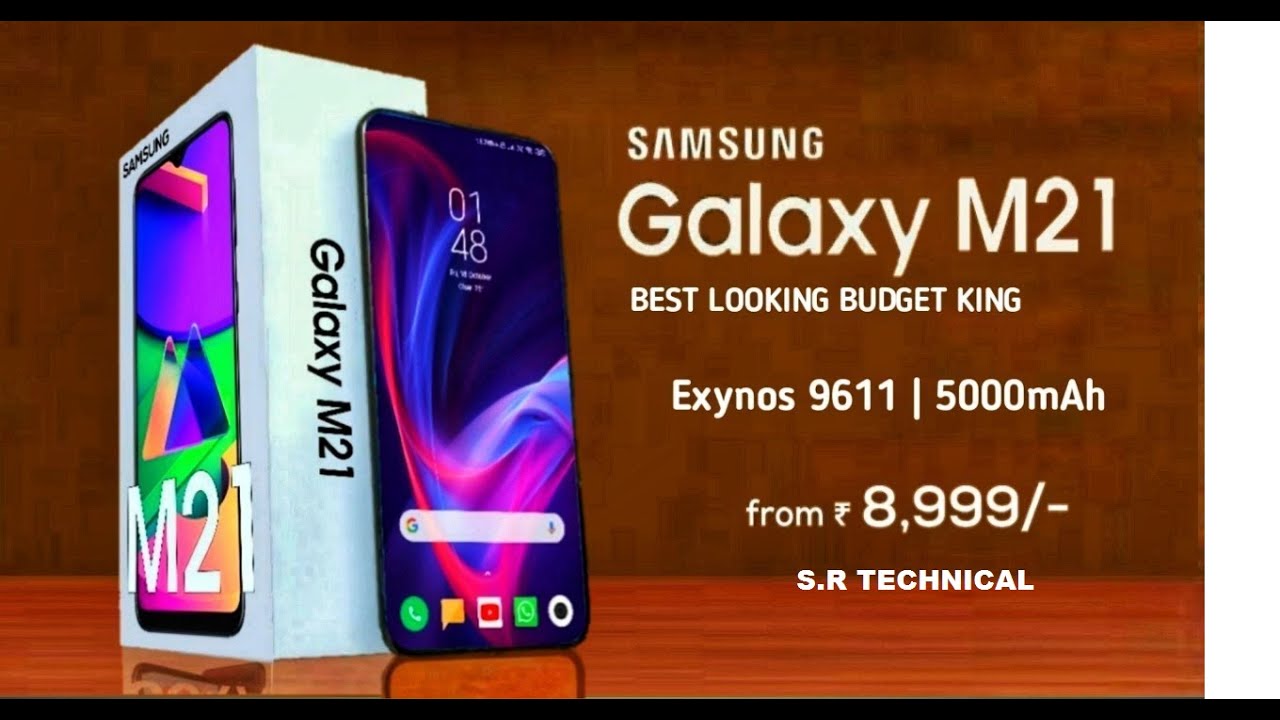 SAMSUNG
Galaxy M21
M21
01
48
SAMSUNG
Galaxy M21
BEST LOOKING BUDGET KING
Exynos 9611 | 5000mAh
from ₹ 8,999/-
S.R TECHNICAL